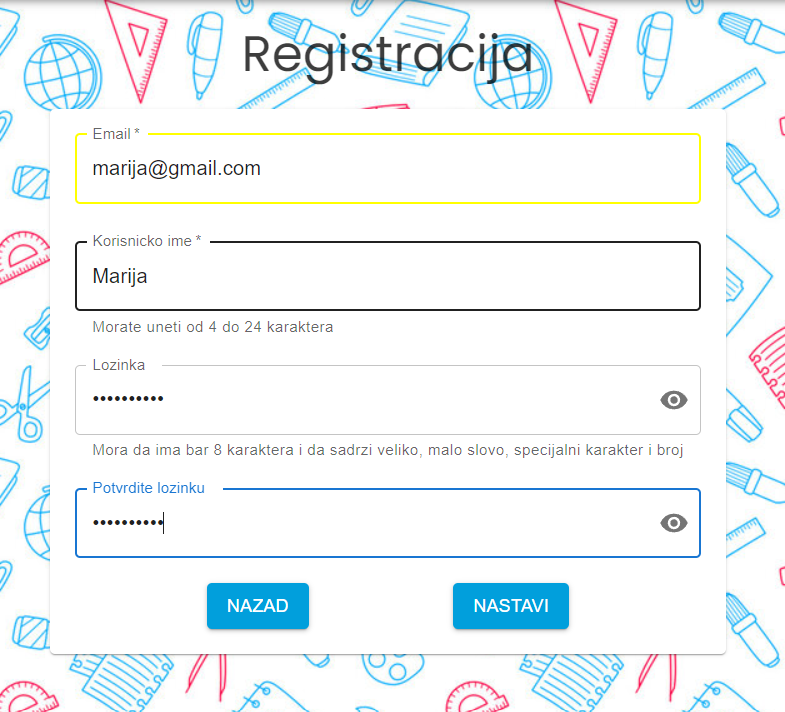 Registracija
Email *
marija@gmail.com
Korisnicko ime *
Marija
Morate uneti od 4 do 24 karaktera
Lozinka
••••••••••
Mora da ima bar 8 karaktera i da sadrzi veliko, malo slovo, specijalni karakter i broj
Potvrdite lozinku
••••••••••
NAZAD NASTAVI